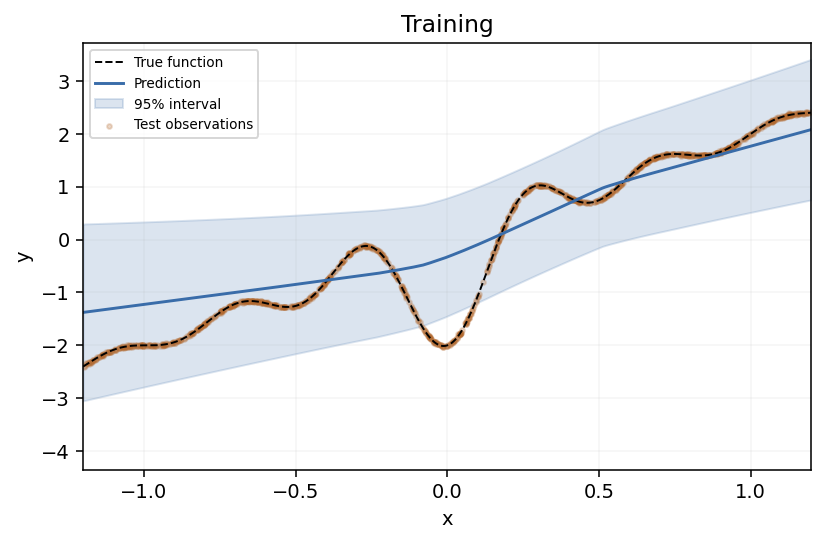 Training
True function
Prediction
95% interval
Test observations
3
2
1
0
−1
−2
−3
−4
y
−1.0
−0.5
0.0
0.5
1.0
x